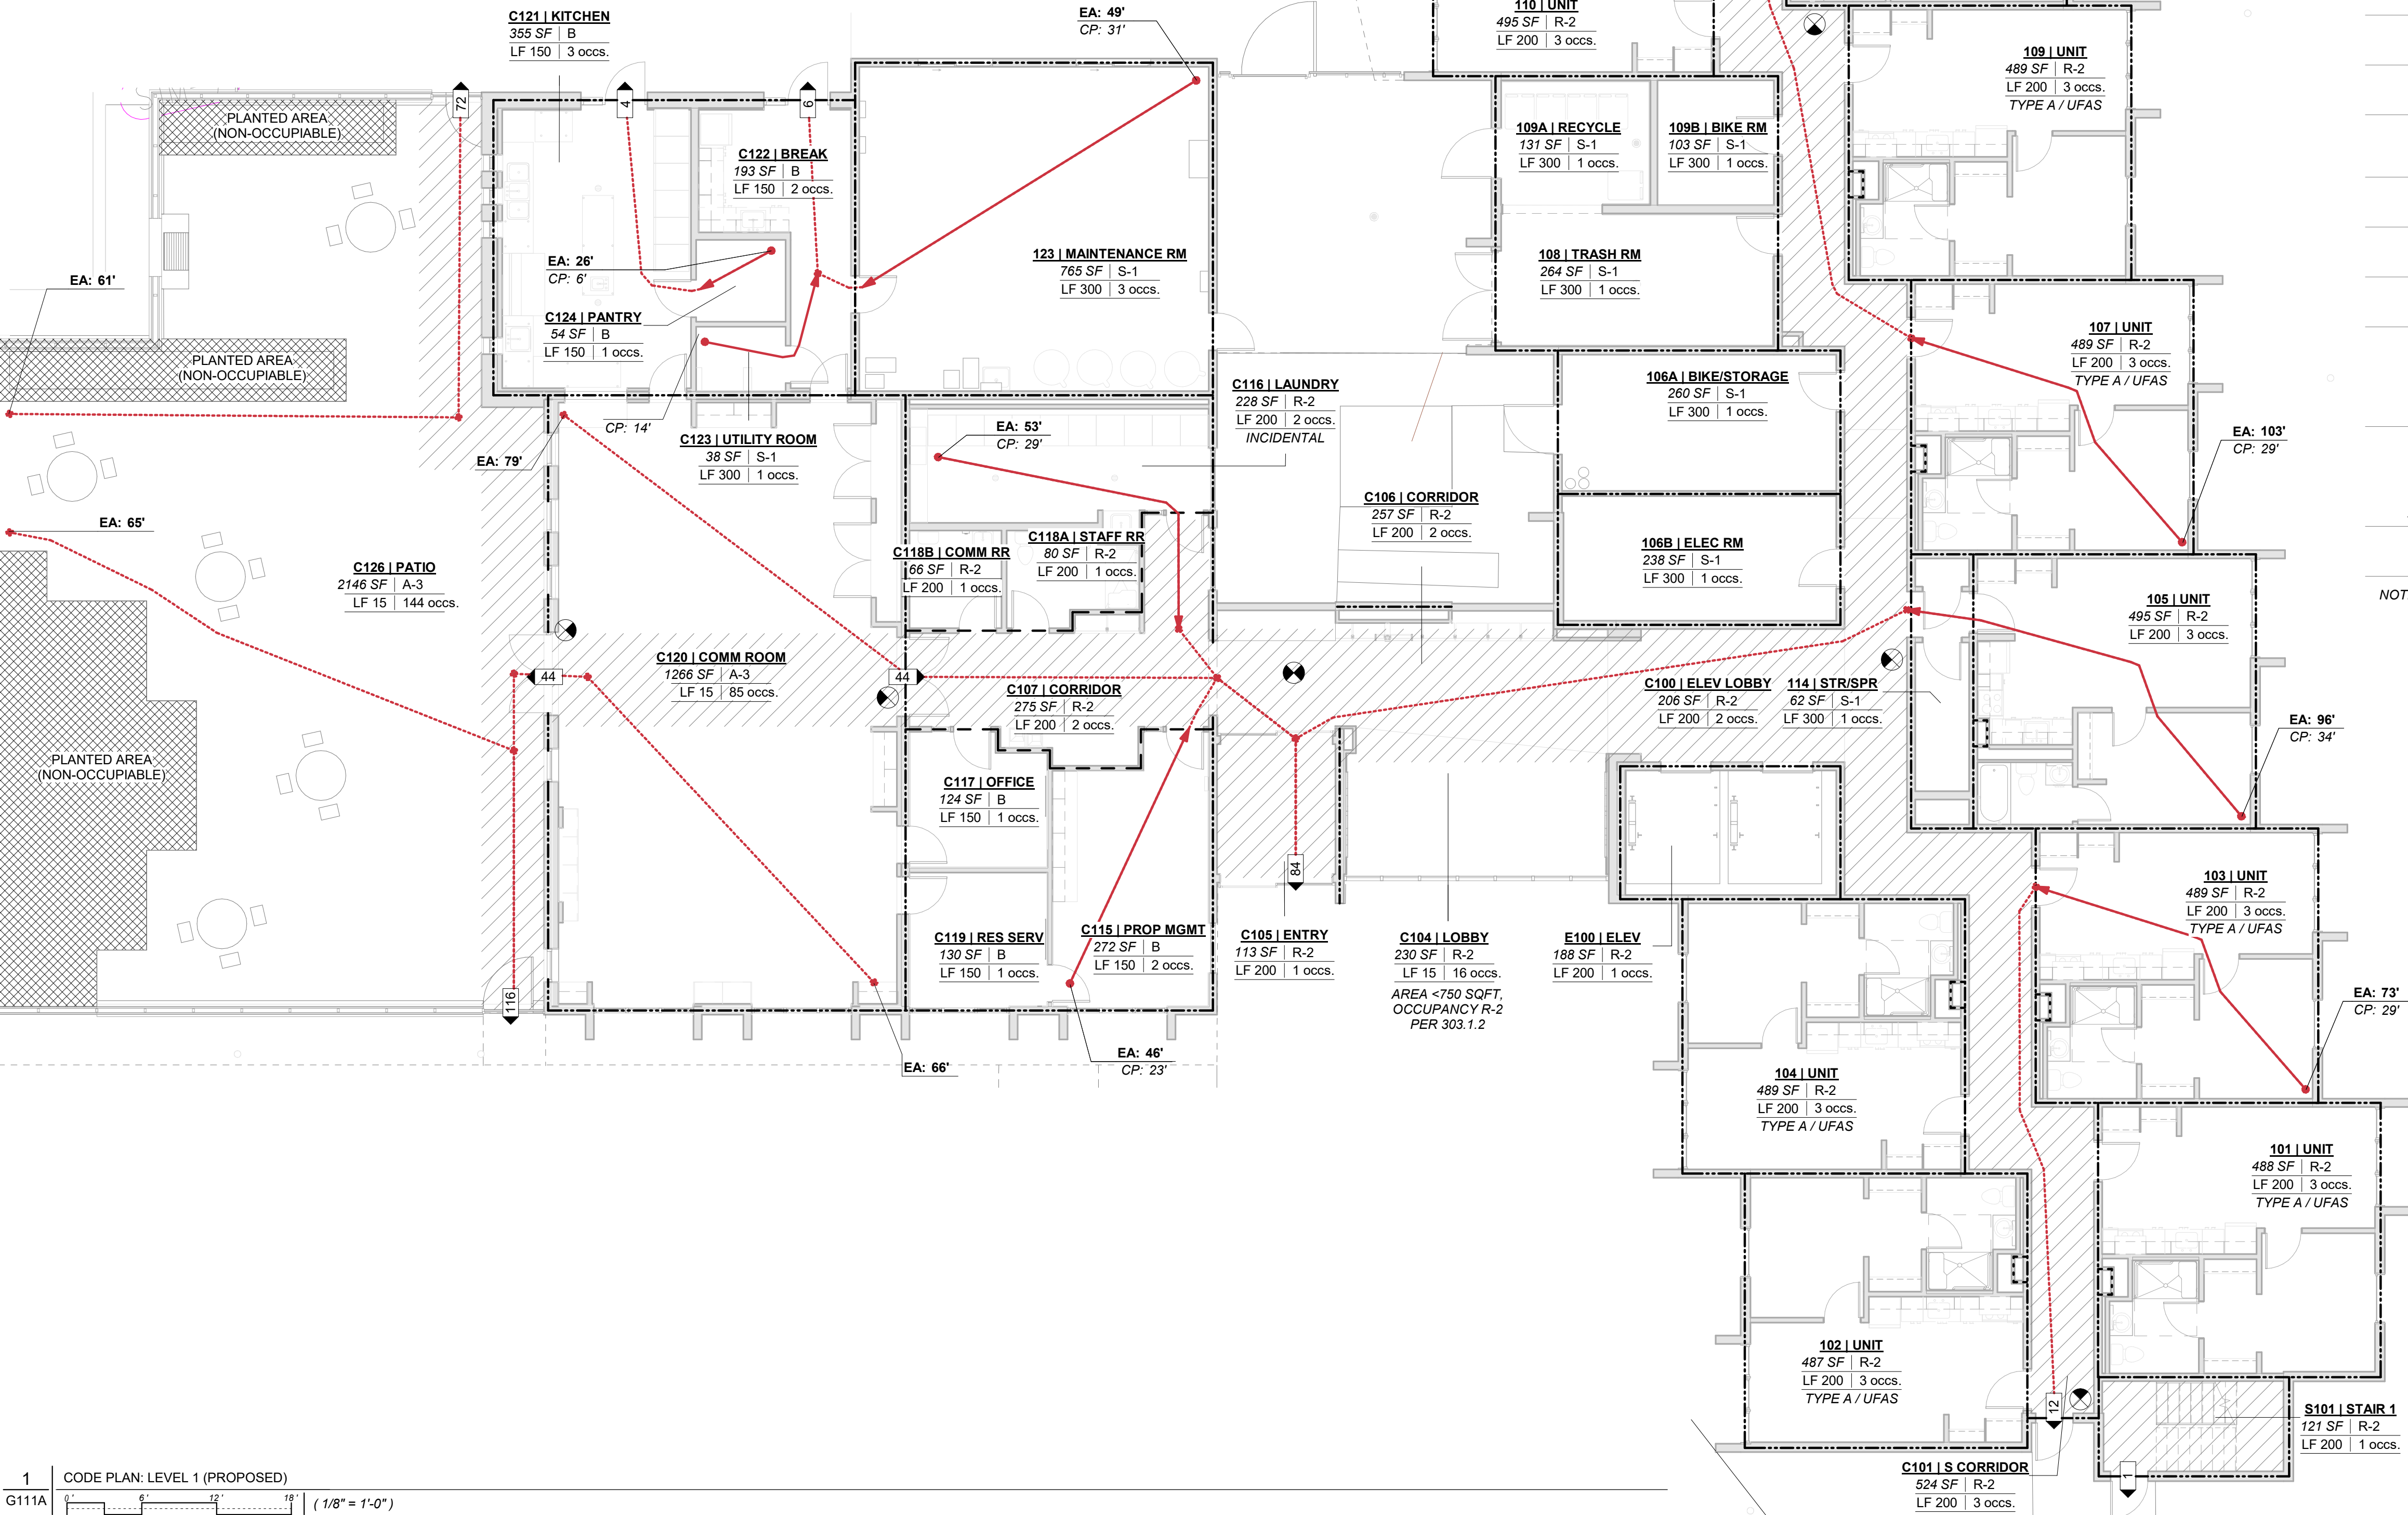 C121 | KITCHEN
355 SF | B
LF 150 | 3 occs.
EA: 49'
CP: 31'
110 | UNIT
495 SF | R-2
LF 200 | 3 occs.
109 | UNIT
489 SF | R-2
LF 200 | 3 occs.
TYPE A / UFAS
72
4
6
PLANTED AREA
(NON-OCCUPIABLE)
C122 | BREAK
193 SF | B
LF 150 | 2 occs.
109A | RECYCLE
131 SF | S-1
LF 300 | 1 occs.
109B | BIKE RM
103 SF | S-1
LF 300 | 1 occs.
EA: 61'
EA: 26'
CP: 6'
123 | MAINTENANCE RM
765 SF | S-1
LF 300 | 3 occs.
108 | TRASH RM
264 SF | S-1
LF 300 | 1 occs.
C124 | PANTRY
54 SF | B
LF 150 | 1 occs.
107 | UNIT
489 SF | R-2
LF 200 | 3 occs.
TYPE A / UFAS
PLANTED AREA
(NON-OCCUPIABLE)
C116 | LAUNDRY
228 SF | R-2
LF 200 | 2 occs.
INCIDENTAL
106A | BIKE/STORAGE
260 SF | S-1
LF 300 | 1 occs.
CP: 14'
EA: 53'
CP: 29'
EA: 103'
CP: 29'
C123 | UTILITY ROOM
38 SF | S-1
LF 300 | 1 occs.
EA: 79'
C106 | CORRIDOR
257 SF | R-2
LF 200 | 2 occs.
EA: 65'
C118A | STAFF RR
80 SF | R-2
LF 200 | 1 occs.
C118B | COMM RR
66 SF | R-2
LF 200 | 1 occs.
106B | ELEC RM
238 SF | S-1
LF 300 | 1 occs.
C126 | PATIO
2146 SF | A-3
LF 15 | 144 occs.
105 | UNIT
495 SF | R-2
LF 200 | 3 occs.
NOT
C120 | COMM ROOM
1266 SF | A-3
LF 15 | 85 occs.
44
44
C107 | CORRIDOR
275 SF | R-2
LF 200 | 2 occs.
C100 | ELEV LOBBY
206 SF | R-2
LF 200 | 2 occs.
114 | STR/SPR
62 SF | S-1
LF 300 | 1 occs.
EA: 96'
CP: 34'
PLANTED AREA
(NON-OCCUPIABLE)
C117 | OFFICE
124 SF | B
LF 150 | 1 occs.
84
103 | UNIT
489 SF | R-2
LF 200 | 3 occs.
TYPE A / UFAS
C119 | RES SERV
130 SF | B
LF 150 | 1 occs.
C115 | PROP MGMT
272 SF | B
LF 150 | 2 occs.
C105 | ENTRY
113 SF | R-2
LF 200 | 1 occs.
C104 | LOBBY
230 SF | R-2
LF 15 | 16 occs.
AREA <750 SQFT,
OCCUPANCY R-2
PER 303.1.2
E100 | ELEV
188 SF | R-2
LF 200 | 1 occs.
116
EA: 73'
CP: 29'
EA: 66'
EA: 46'
CP: 23'
104 | UNIT
489 SF | R-2
LF 200 | 3 occs.
TYPE A / UFAS
101 | UNIT
488 SF | R-2
LF 200 | 3 occs.
TYPE A / UFAS
102 | UNIT
487 SF | R-2
LF 200 | 3 occs.
TYPE A / UFAS
12
S101 | STAIR 1
121 SF | R-2
LF 200 | 1 occs.
C101 | S CORRIDOR
524 SF | R-2
LF 200 | 3 occs.
1
1
G111A
CODE PLAN: LEVEL 1 (PROPOSED)
0' 6' 12' 18'
( 1/8" = 1'-0" )